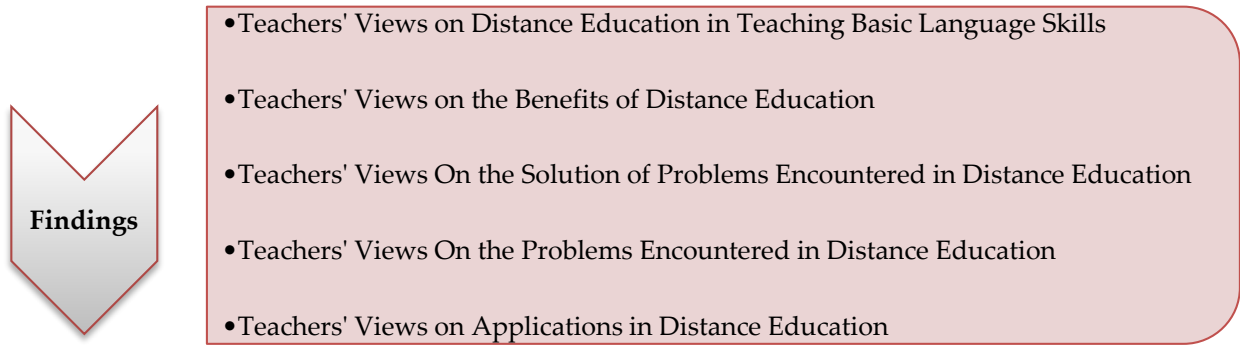 Findings
•Teachers' Views on Distance Education in Teaching Basic Language Skills
•Teachers' Views on the Benefits of Distance Education
•Teachers' Views On the Solution of Problems Encountered in Distance Education
•Teachers' Views On the Problems Encountered in Distance Education
•Teachers' Views on Applications in Distance Education